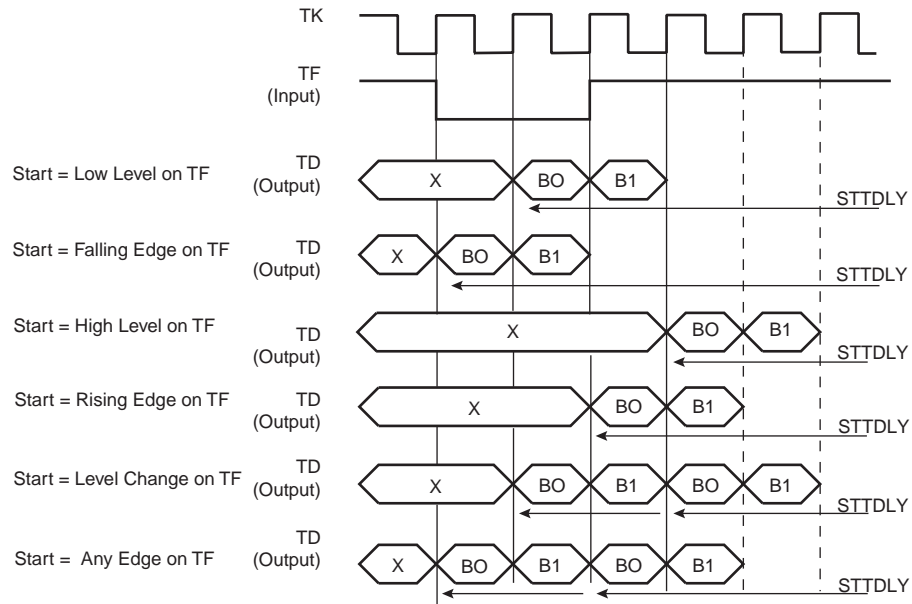 TK
TF
(Input)
Start = Low Level on TF
TD
(Output)
X
BO
B1
STTDLY
Start = Falling Edge on TF
TD
(Output)
X
BO
B1
STTDLY
Start = High Level on TF
TD
(Output)
X
BO
B1
STTDLY
Start = Rising Edge on TF
TD
(Output)
X
BO
B1
STTDLY
Start = Level Change on TF
TD
(Output)
X
BO
B1
BO
B1
STTDLY
Start = Any Edge on TF
TD
(Output)
X
BO
B1
BO
B1
STTDLY